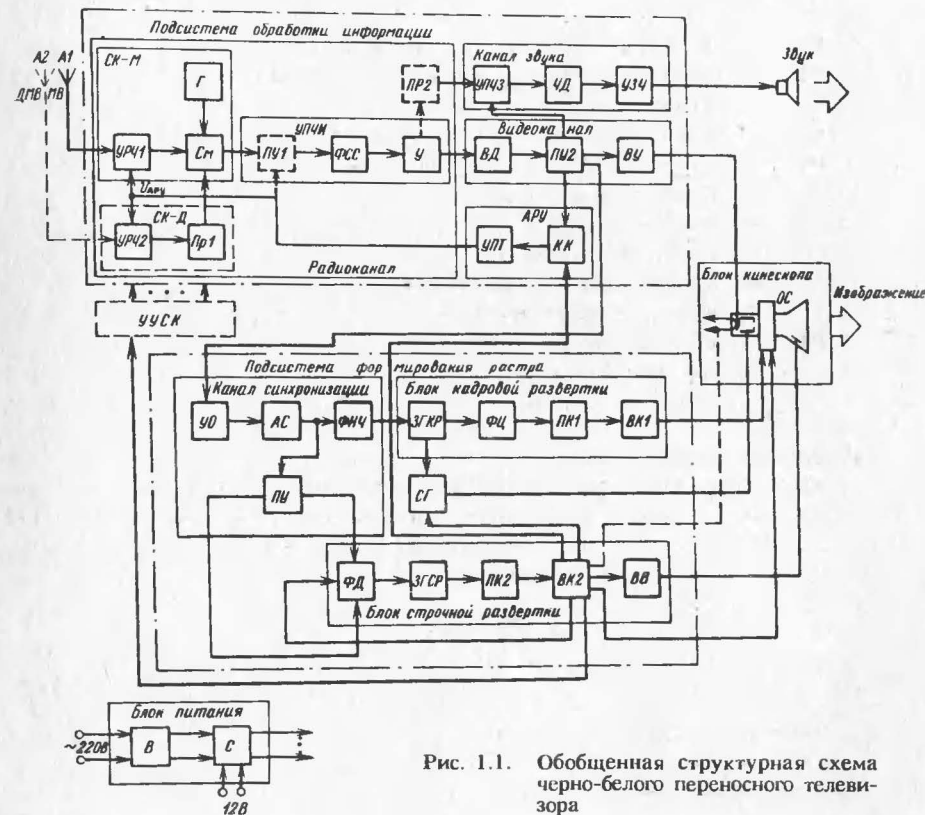 Подсистема обработки информации
А2 А1
ДМВ МВ
СК-М
Г
УРЧ1
См
UАРУ
СК-Д
УРЧ2
Пр1
УПЧИ
ПУ1
ФСС
У
ПР2
Радиоканал
Канал звука
УПЧЗ
ЧД
УЗЧ
Звук
Видеоканал
ВД
ПУ2
ВУ
АРУ
УПТ
КК
УУСК
Блок кинескопа
ОС
Изображение
Подсистема формирования растра
Канал синхронизации
УО
АС
ФНЧ
ПУ
Блок кадровой развертки
ЗГКР
ФЦ
ПК1
ВК1
СГ
ФД
ЗГСР
ПК2
ВК2
ВВ
Блок строчной развертки
Блок питания
~220В
В
С
12В
Рис. 1.1. Обобщенная структурная схема
черно-белого переносного телеви-
зора